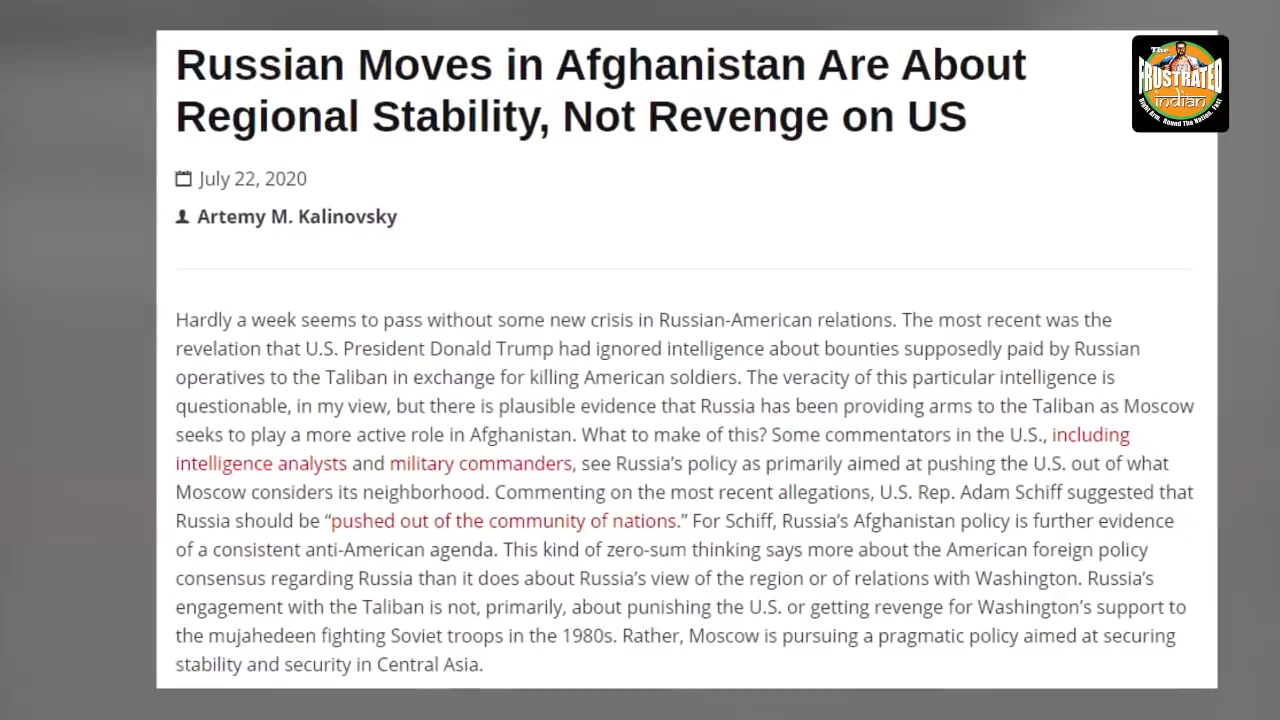 Russian Moves in Afghanistan Are About
Regional Stability, Not Revenge on US
The
FRUSTRATED
indian
Right Arm. Round The Nation. Fast
July 22, 2020
Artemy M. Kalinovsky
Hardly a week seems to pass without some new crisis in Russian-American relations. The most recent was the
revelation that U.S. President Donald Trump had ignored intelligence about bounties supposedly paid by Russian
operatives to the Taliban in exchange for killing American soldiers. The veracity of this particular intelligence is
questionable, in my view, but there is plausible evidence that Russia has been providing arms to the Taliban as Moscow
seeks to play a more active role in Afghanistan. What to make of this? Some commentators in the U.S., including
intelligence analysts and military commanders, see Russia’s policy as primarily aimed at pushing the U.S. out of what
Moscow considers its neighborhood. Commenting on the most recent allegations, U.S. Rep. Adam Schiff suggested that
Russia should be “pushed out of the community of nations.” For Schiff, Russia’s Afghanistan policy is further evidence
of a consistent anti-American agenda. This kind of zero-sum thinking says more about the American foreign policy
consensus regarding Russia than it does about Russia’s view of the region or of relations with Washington. Russia’s
engagement with the Taliban is not, primarily, about punishing the U.S. or getting revenge for Washington’s support to
the mujahedeen fighting Soviet troops in the 1980s. Rather, Moscow is pursuing a pragmatic policy aimed at securing
stability and security in Central Asia.